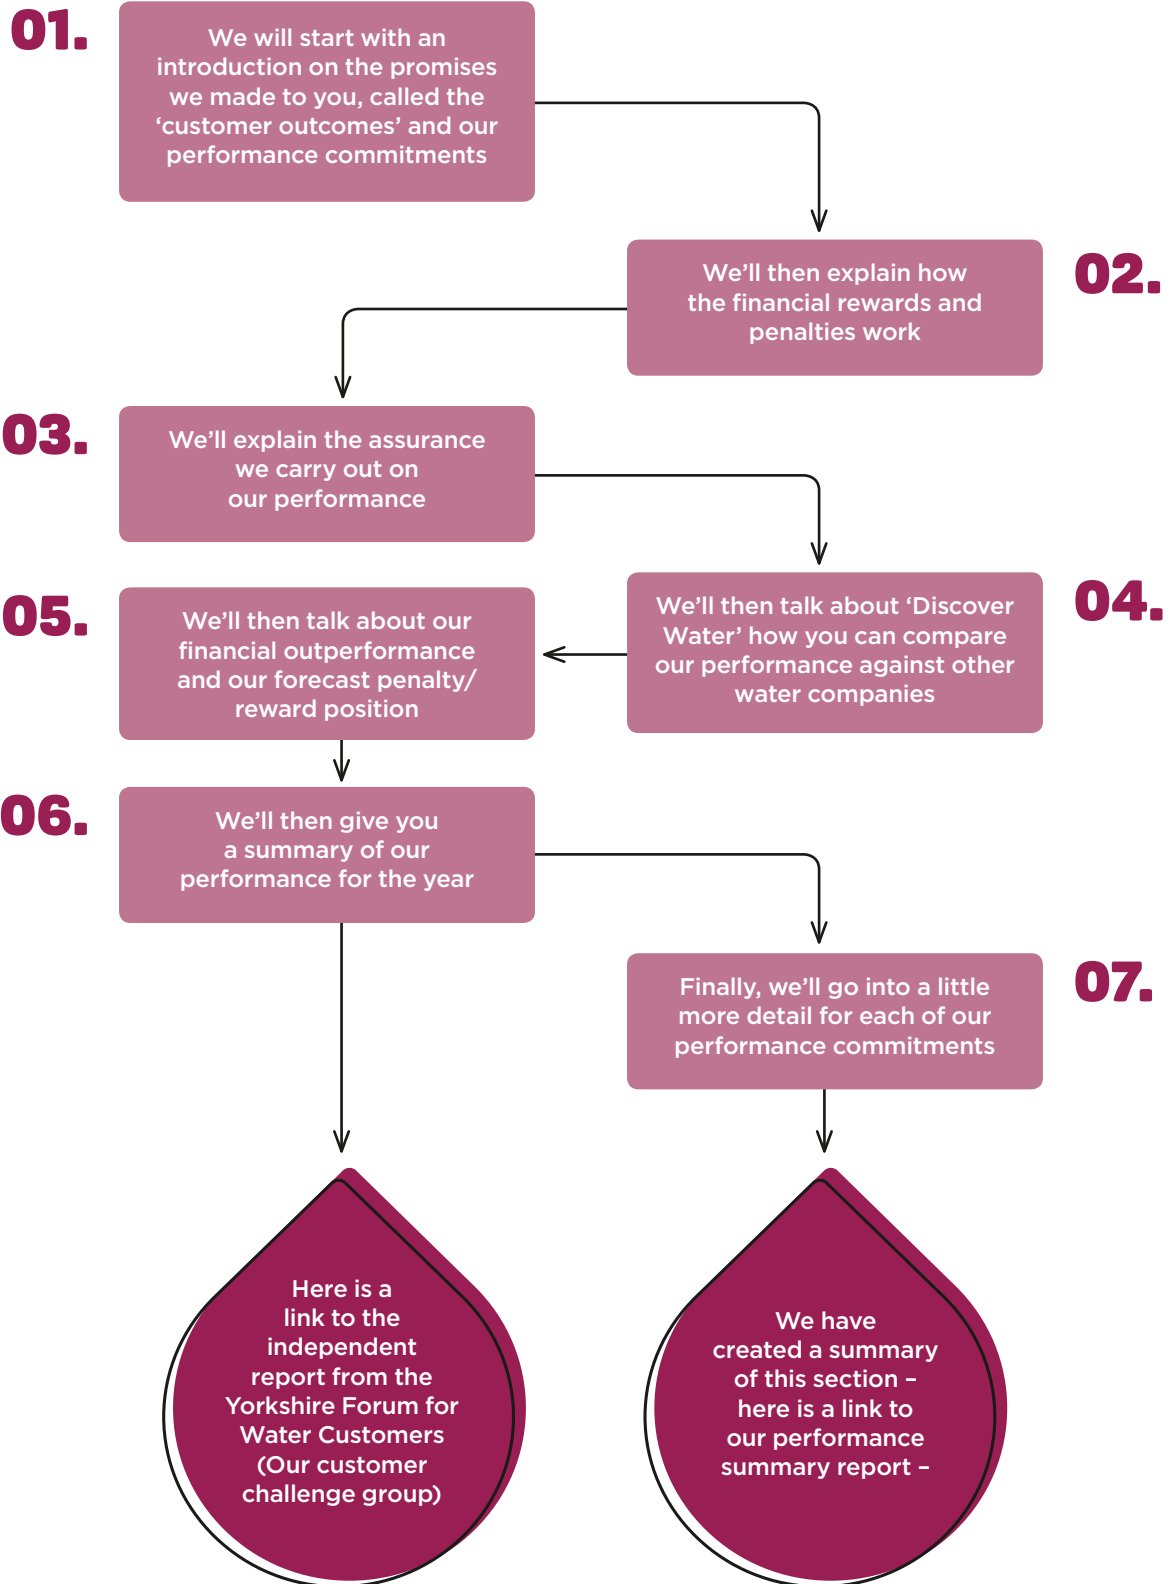 01.
We will start with an
introduction on the promises
we made to you, called the
‘customer outcomes’ and our
performance commitments
02.
We’ll then explain how
the financial rewards and
penalties work
03.
We’ll explain the assurance
we carry out on
our performance
04.
We’ll then talk about ‘Discover
Water’ how you can compare
our performance against other
water companies
05.
We’ll then talk about our
financial outperformance
and our forecast penalty/
reward position
06.
We’ll then give you
a summary of our
performance for the year
07.
Finally, we’ll go into a little
more detail for each of our
performance commitments
Here is a
link to the
independent
report from the
Yorkshire Forum for
Water Customers
(Our customer
challenge group)
We have
created a summary
of this section –
here is a link to
our performance
summary report –